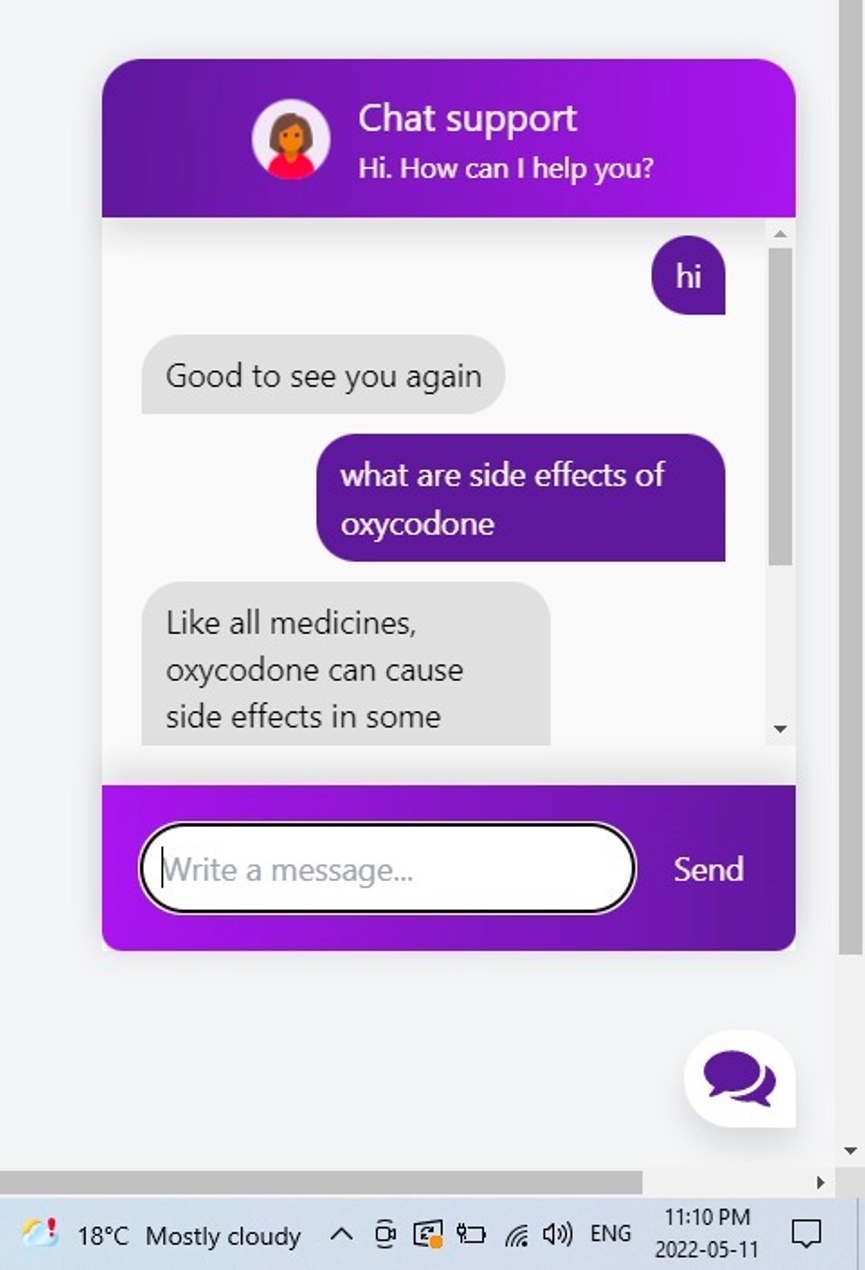 Chat support
Hi. How can I help you?
hi
Good to see you again
what are side effects of
oxycodone
Like all medicines,
oxycodone can cause
side effects in some
Write a message...
Send
18°C Mostly cloudy
ENG
11:10 PM
2022-05-11